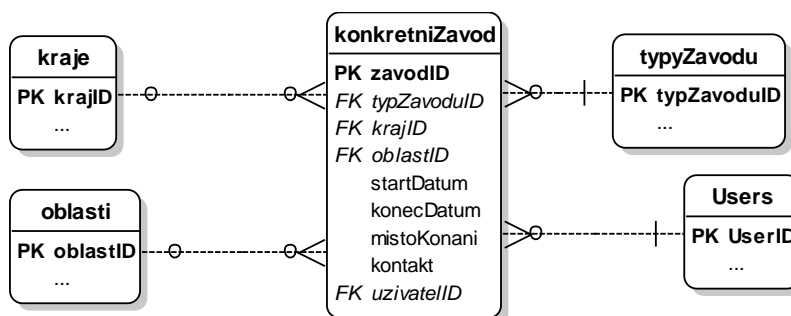 kraje
PK krajID
...
oblasti
PK oblastID
...
konkretniZavod
PK zavodID
FK typZavoduID
FK krajID
FK oblastID
startDatum
konecDatum
mistoKonani
kontakt
FK uzivatelID
typyZavodu
PK typZavoduID
...
Users
PK UserID
...